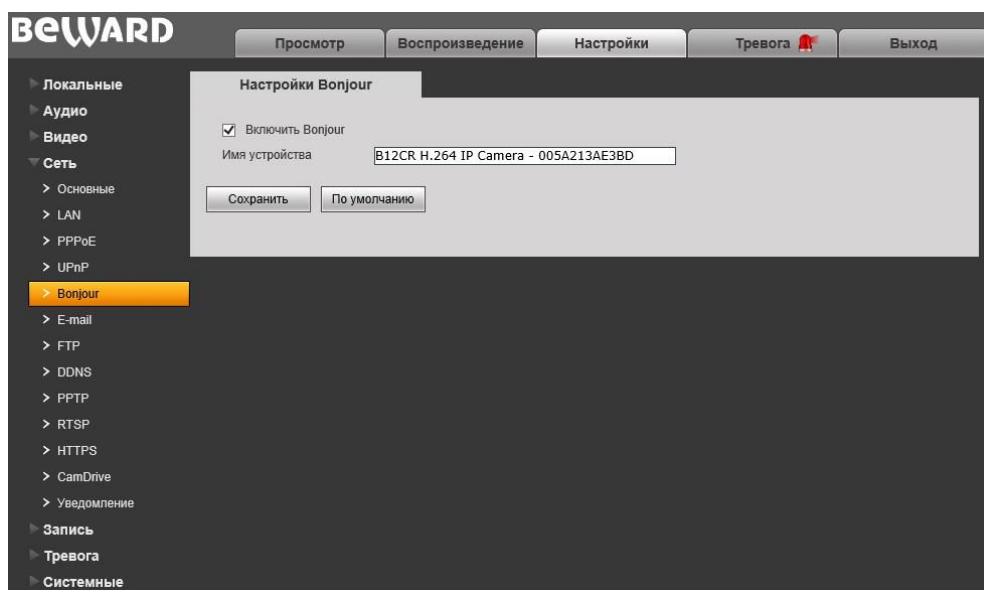 BEWARD
Просмотр Воспроизведение Настройки Тревога Выход
Локальные
Аудио
Видео
Сеть
Основные
LAN
PPPoE
UPnP
Bonjour
E-mail
FTP
DDNS
PPTP
RTSP
HTTPS
CamDrive
Уведомление
Запись
Тревога
Системные
Настройки Bonjour
Включить Bonjour
Имя устройства B12CR H.264 IP Camera - 005A213AE3BD
Сохранить По умолчанию